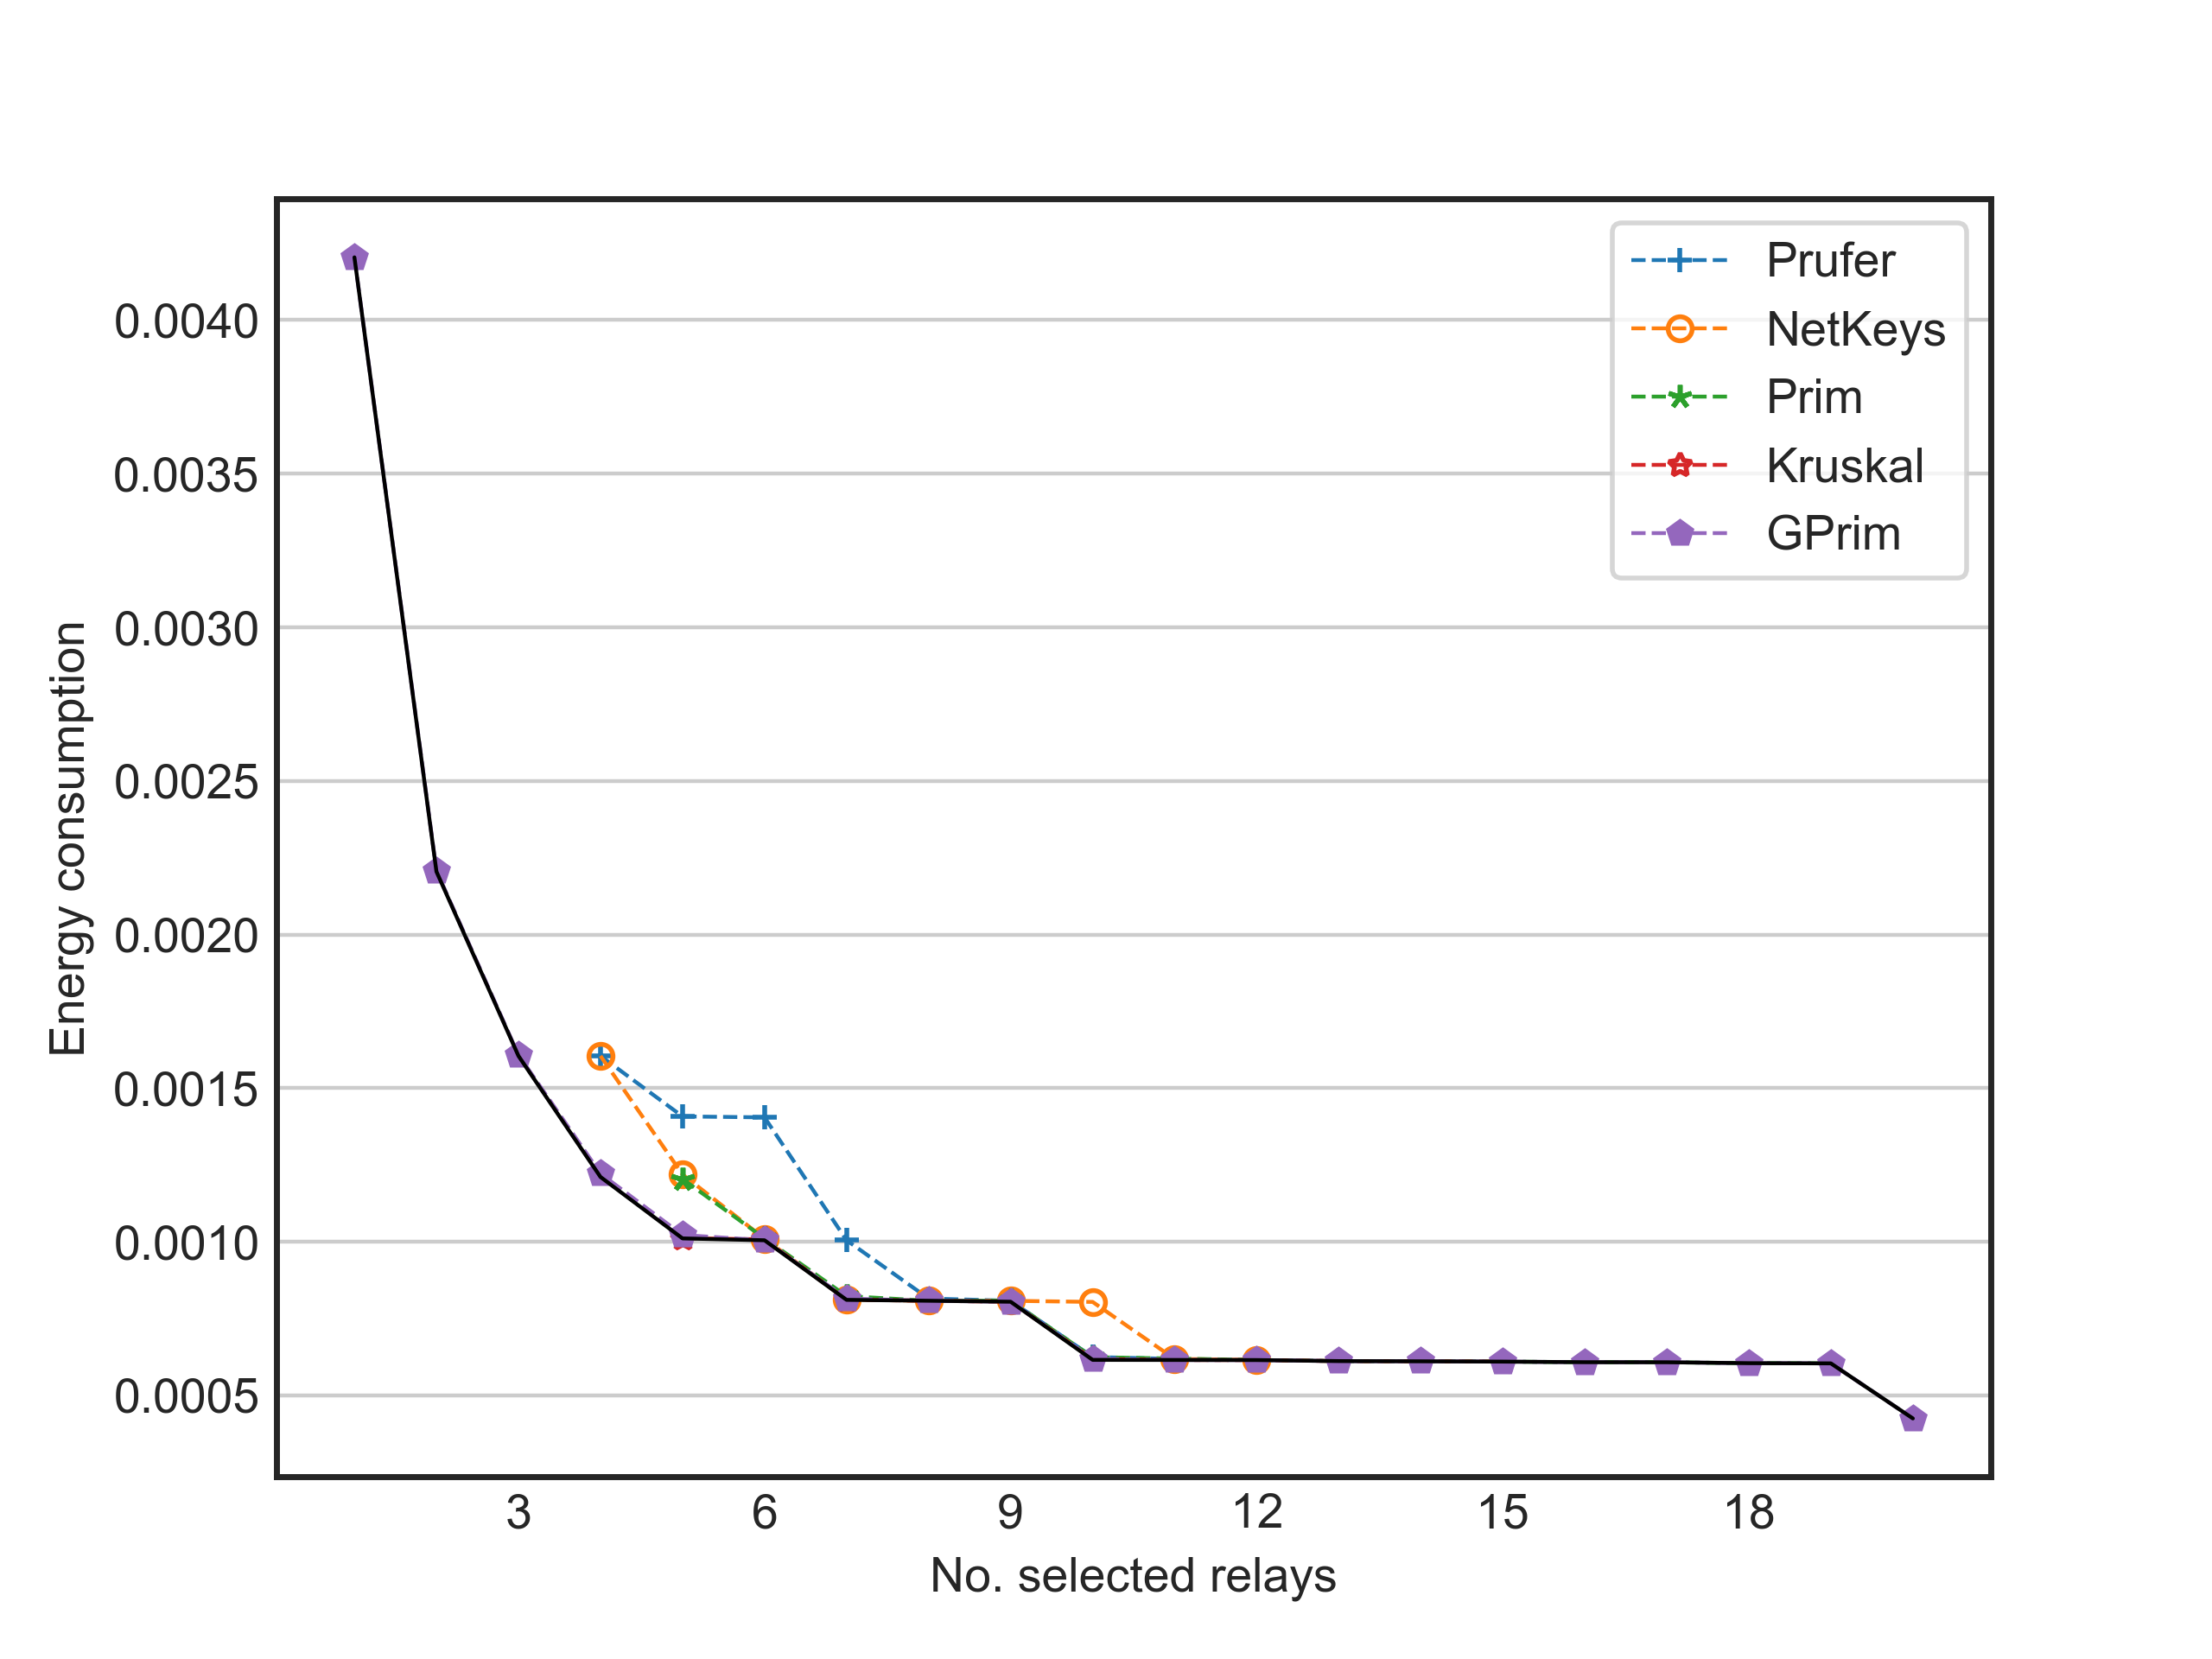 Prufer
NetKeys
Prim
Kruskal
GPrim
0.0040
0.0035
0.0030
0.0025
0.0020
0.0015
0.0010
0.0005
Energy consumption
3 6 9 12 15 18
No. selected relays